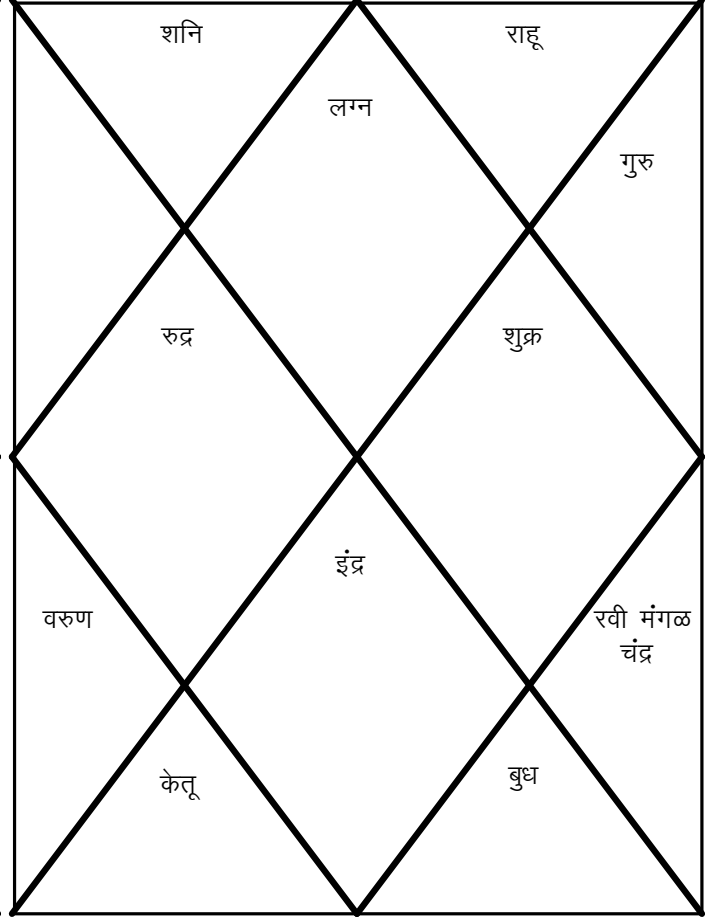 शनि
राहू
लग्न
गुरु
रुद्र
शुक्र
इंद्र
वरुण
रवी मंगळ
चंद्र
केतू
बुध